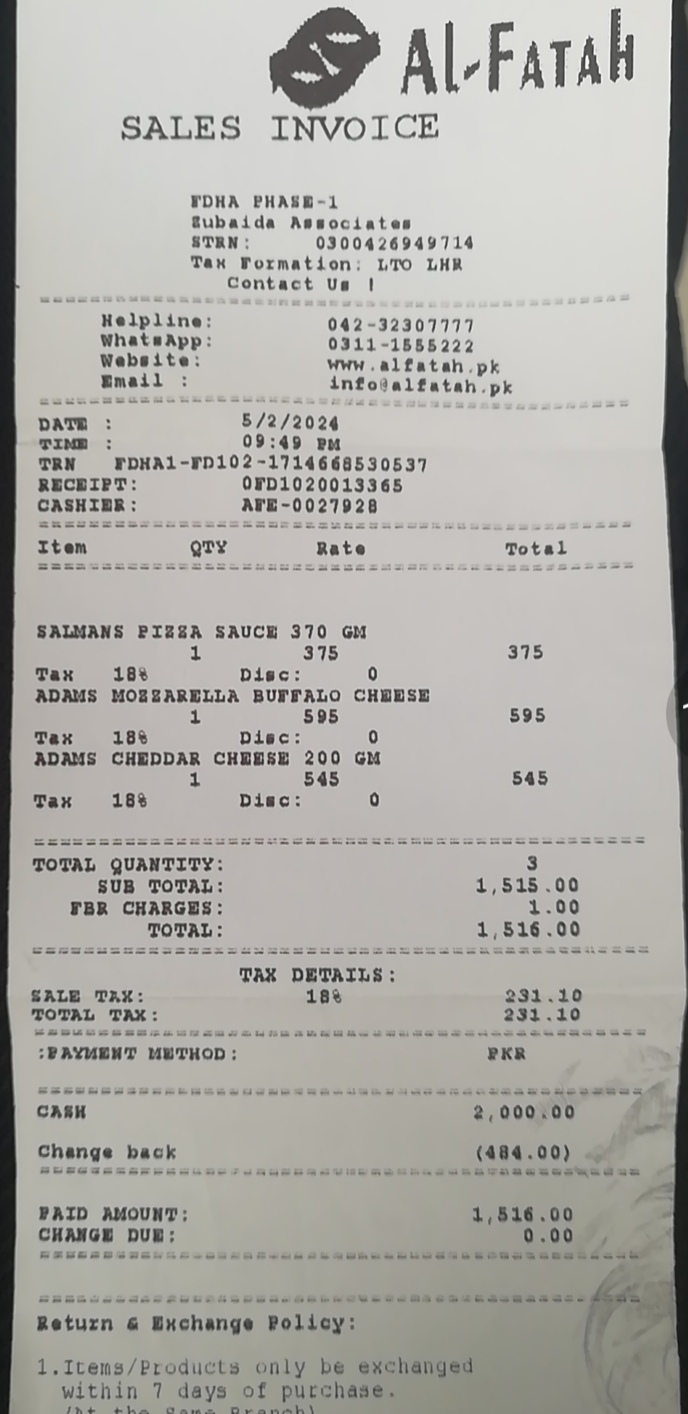 AL-FATAH
SALES INVOICE
FDHA PHASE-1
Zubaida Associates
STRN: 0300426949714
Tax Formation: LTO LHR
Contact Us !
Helpline: 042-32307777
WhatsApp: 0311-1555222
Website: www.alfatah.pk
Email : info@alfatah.pk
DATE : 5/2/2024
TIME : 09:49 PM
TRN FDHA1-FD102-1714668530537
RECEIPT: 0FD1020013365
CASHIER: AFE-0027928
Item QTY Rate Total
SALMANS PIZZA SAUCE 370 GM
1 375 375
Tax 18% Disc: 0
ADAMS MOZZARELLA BUFFALO CHEESE
1 595 595
Tax 18% Disc: 0
ADAMS CHEDDAR CHEESE 200 GM
1 545 545
Tax 18% Disc: 0
TOTAL QUANTITY: 3
SUB TOTAL: 1,515.00
FBR CHARGES: 1.00
TOTAL: 1,516.00
TAX DETAILS:
SALE TAX: 18% 231.10
TOTAL TAX: 231.10
:PAYMENT METHOD: PKR
CASH 2,000.00
Change back (484.00)
PAID AMOUNT: 1,516.00
CHANGE DUE: 0.00
Return & Exchange Policy:
1.Items/Products only be exchanged
within 7 days of purchase.
(At the Same Branch)